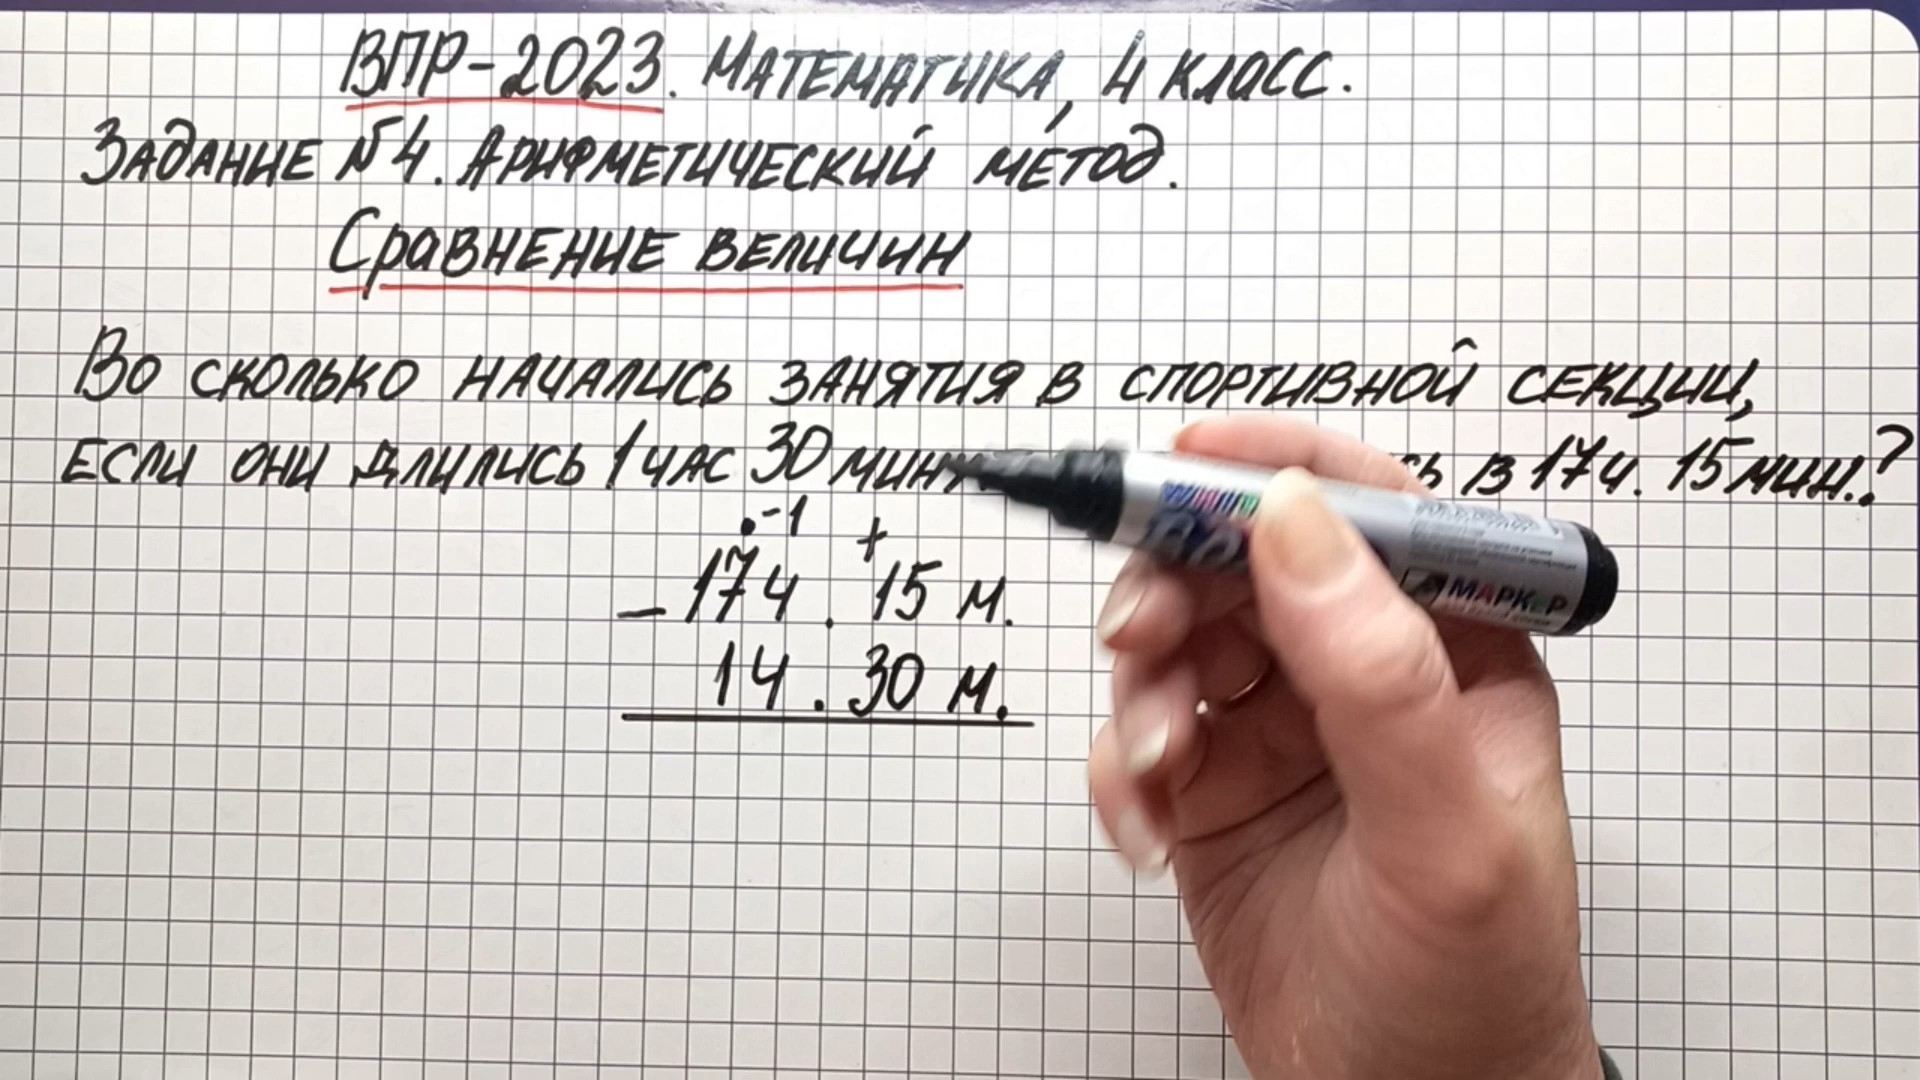 ВПР-2023. МАТЕМАТИКА, 4 КЛАСС.
ЗАДАНИЕ №4. АРИФМЕТИЧЕСКИЙ МЕТОД.
СРАВНЕНИЕ ВЕЛИЧИН
ВО СКОЛЬКО НАЧАЛИСЬ ЗАНЯТИЯ В СПОРТИВНОЙ СЕКЦИИ,
ЕСЛИ ОНИ ДЛИЛИСЬ 1 ЧАС 30 В 17 Ч. 15 МИН.?
•-1 +
- 17 Ч. 15 М.
1 Ч. 30 М.
МАРКЕР